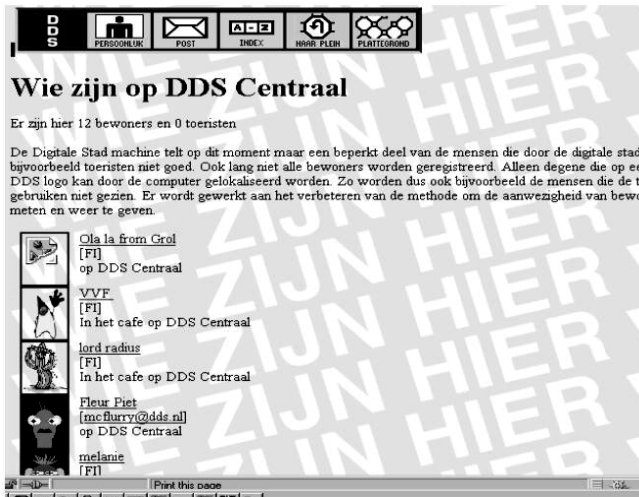 DDS
PERSOONLIJK POST INDEX NAAR PLEIN PLATTEGROND
A-Z
Wie zijn op DDS Centraal
Er zijn hier 12 bewoners en 0 toeristen
De Digitale Stad machine telt op dit moment maar een beperkt deel van de mensen die door de digitale stad
bijvoorbeeld toeristen niet goed. Ook lang niet alle bewoners worden geregistreerd. Alleen degene die op ee
DDS logo kan door de computer gelokaliseerd worden. Zo worden dus ook bijvoorbeeld de mensen die de t
gebruiken niet gezien. Er wordt gewerkt aan het verbeteren van de methode om de aanwezigheid van bewo
meten en weer te geven.
Ola la from Grol
[FI]
op DDS Centraal
VVF
[FI]
In het cafe op DDS Centraal
lord radius
[FI]
In het cafe op DDS Centraal
Fleur Piet
[mcflurry@dds.nl]
op DDS Centraal
melanie
[FI]
Print this page
WIE ZIJN HIER